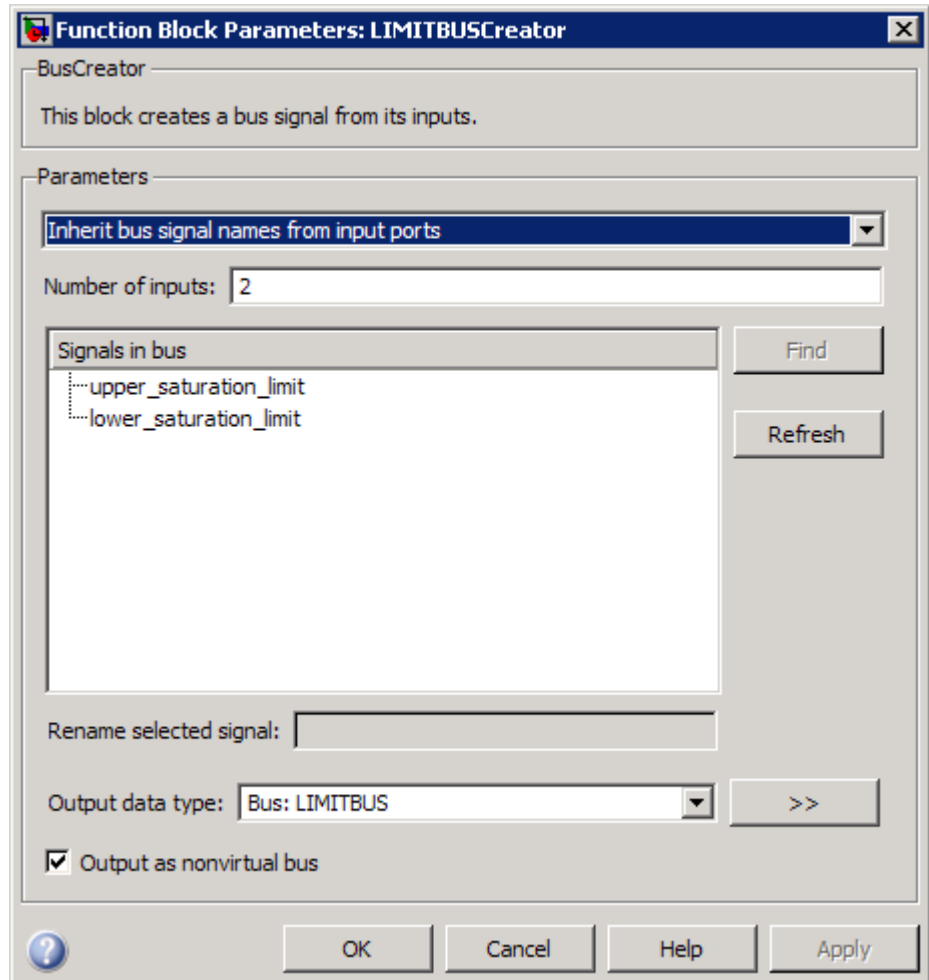 Function Block Parameters: LIMITBUSCreator
BusCreator
This block creates a bus signal from its inputs.
Parameters
Inherit bus signal names from input ports
Number of inputs: 2
Signals in bus
Find
upper_saturation_limit
lower_saturation_limit
Refresh
Rename selected signal:
Output data type: Bus: LIMITBUS >>
Output as nonvirtual bus
? OK Cancel Help Apply